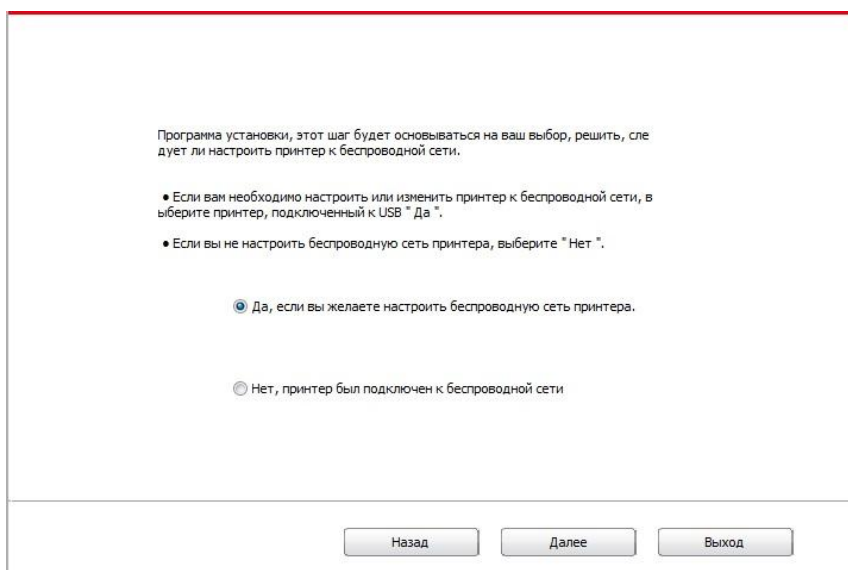 Программа установки, этот шаг будет основываться на ваш выбор, решить, сле
дует ли настроить принтер к беспроводной сети.
● Если вам необходимо настроить или изменить принтер к беспроводной сети, в
ыберите принтер, подключенный к USB " Да ".
● Если вы не настроить беспроводную сеть принтера, выберите " Нет ".
Да, если вы желаете настроить беспроводную сеть принтера.
Нет, принтер был подключен к беспроводной сети
Назад Далее Выход